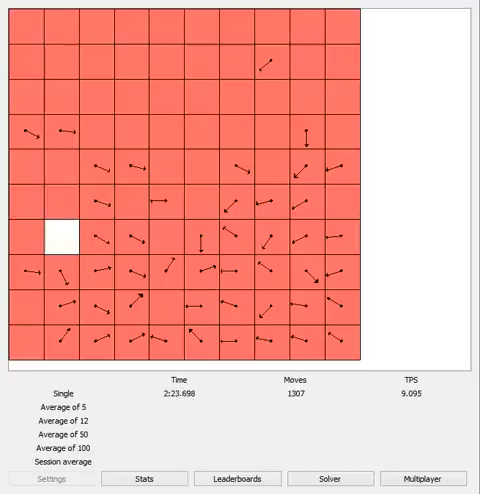 Time Moves TPS
Single 2:23.698 1307 9.095
Average of 5
Average of 12
Average of 50
Average of 100
Session average
Settings Stats Leaderboards Solver Multiplayer